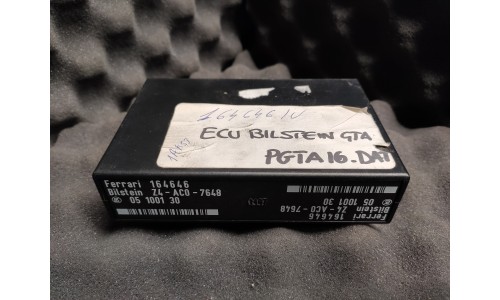 164646 IV
ECU BILSTEIN GTA
PGTA16.DAT
Ferrari 164646
Bilstein Z4-AC0-7648
05 1001 30
Ferrari 164646
Bilstein Z4-AC0-7648
05 1001 30